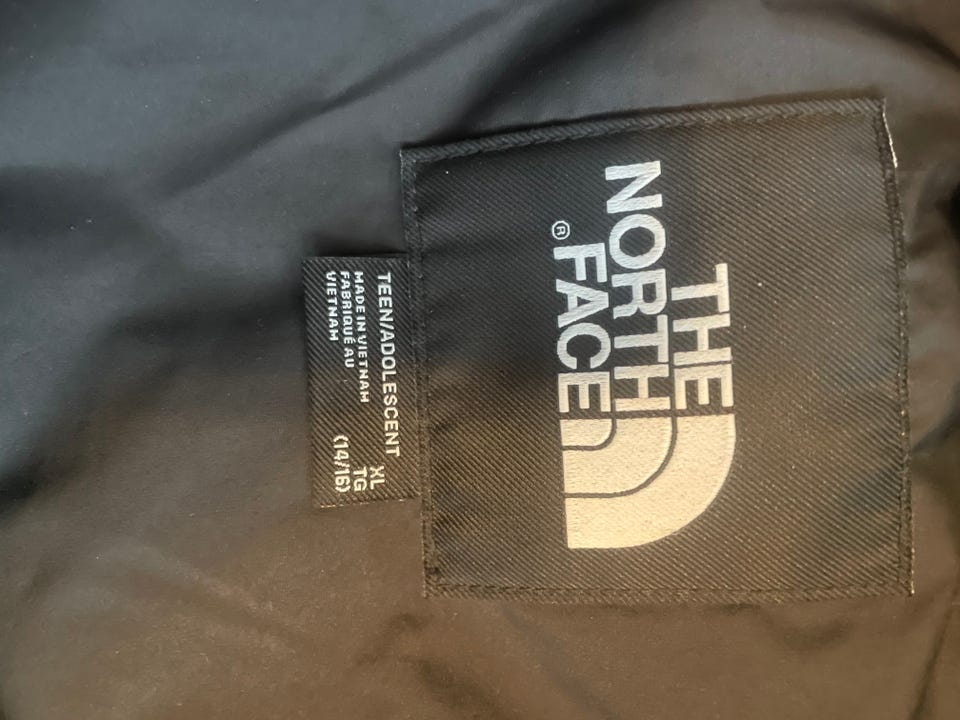 THE
NORTH
FACE
®
TEEN/ADOLESCENT
MADE IN VIETNAM
FABRIQUÉ AU
VIETNAM
XL
TG
(14/16)